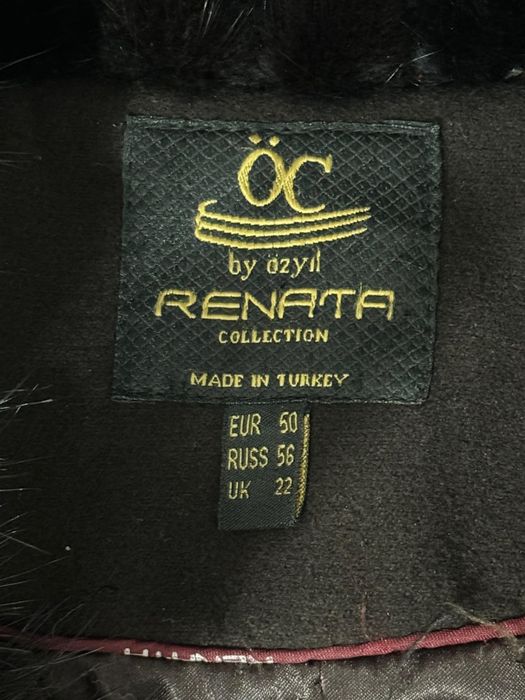 ÖC
by özyıl
RENATA
COLLECTION
MADE IN TURKEY
EUR 50
RUSS 56
UK 22